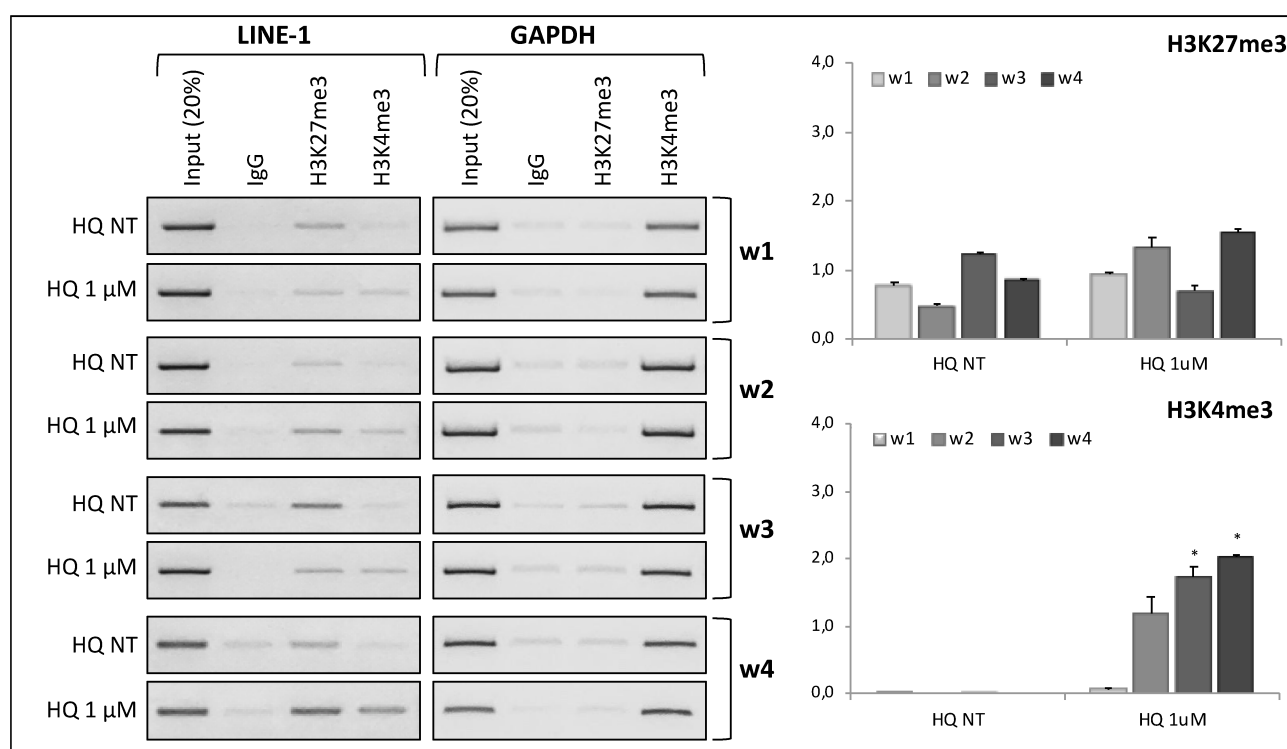 LINE-1
GAPDH
Input (20%)
IgG
H3K27me3
H3K4me3
Input (20%)
IgG
H3K27me3
H3K4me3
HQ NT
HQ 1 µM
w1
HQ NT
HQ 1 µM
w2
HQ NT
HQ 1 µM
w3
HQ NT
HQ 1 µM
w4
H3K27me3
w1 w2 w3 w4
4,0
3,0
2,0
1,0
0,0
HQ NT HQ 1uM
H3K4me3
w1 w2 w3 w4
4,0
3,0
2,0
1,0
0,0
* *
HQ NT HQ 1uM